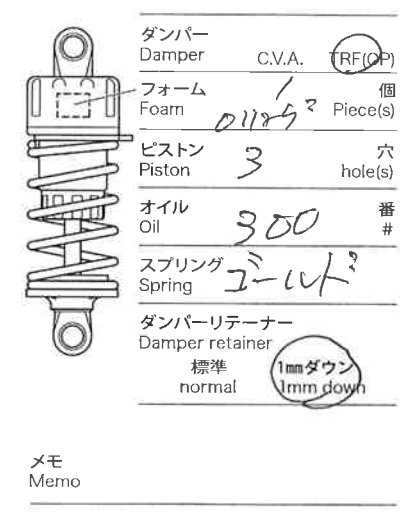 ダンパー
Damper C.V.A. TRF(OP)
フォーム / 個
Foam Piece(s)
ピストン 3 穴
Piston hole(s)
オイル 300 番
Oil #
スプリング ゴールド
Spring
ダンパーリテーナー
Damper retainer
標準 1mmダウン
normal 1mm down
メモ
Memo